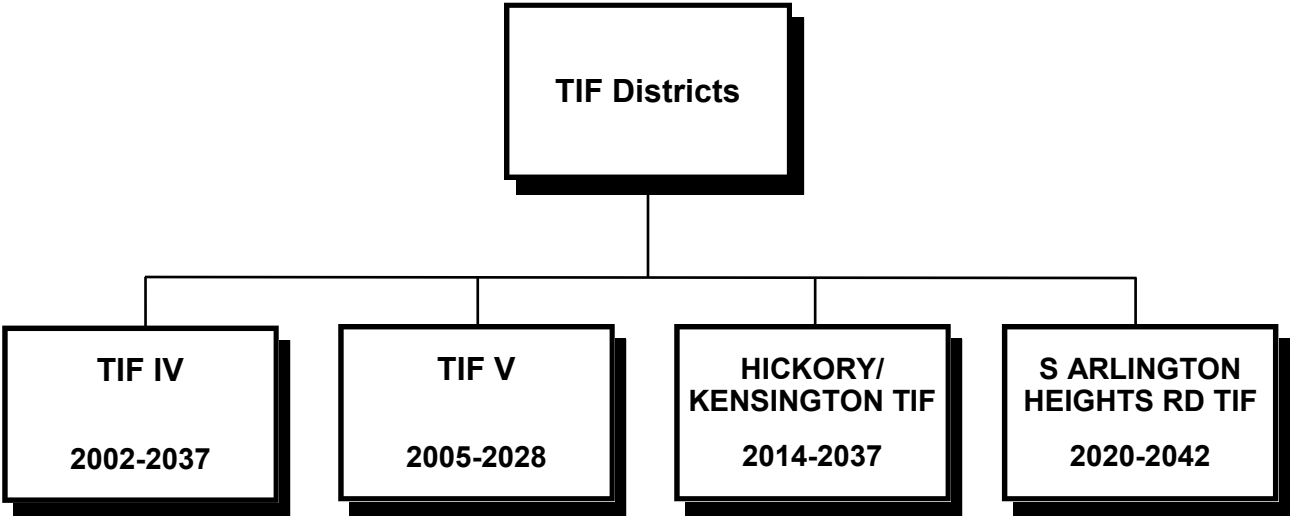 TIF Districts
TIF IV
2002-2037
TIF V
2005-2028
HICKORY/
KENSINGTON TIF
2014-2037
S ARLINGTON
HEIGHTS RD TIF
2020-2042